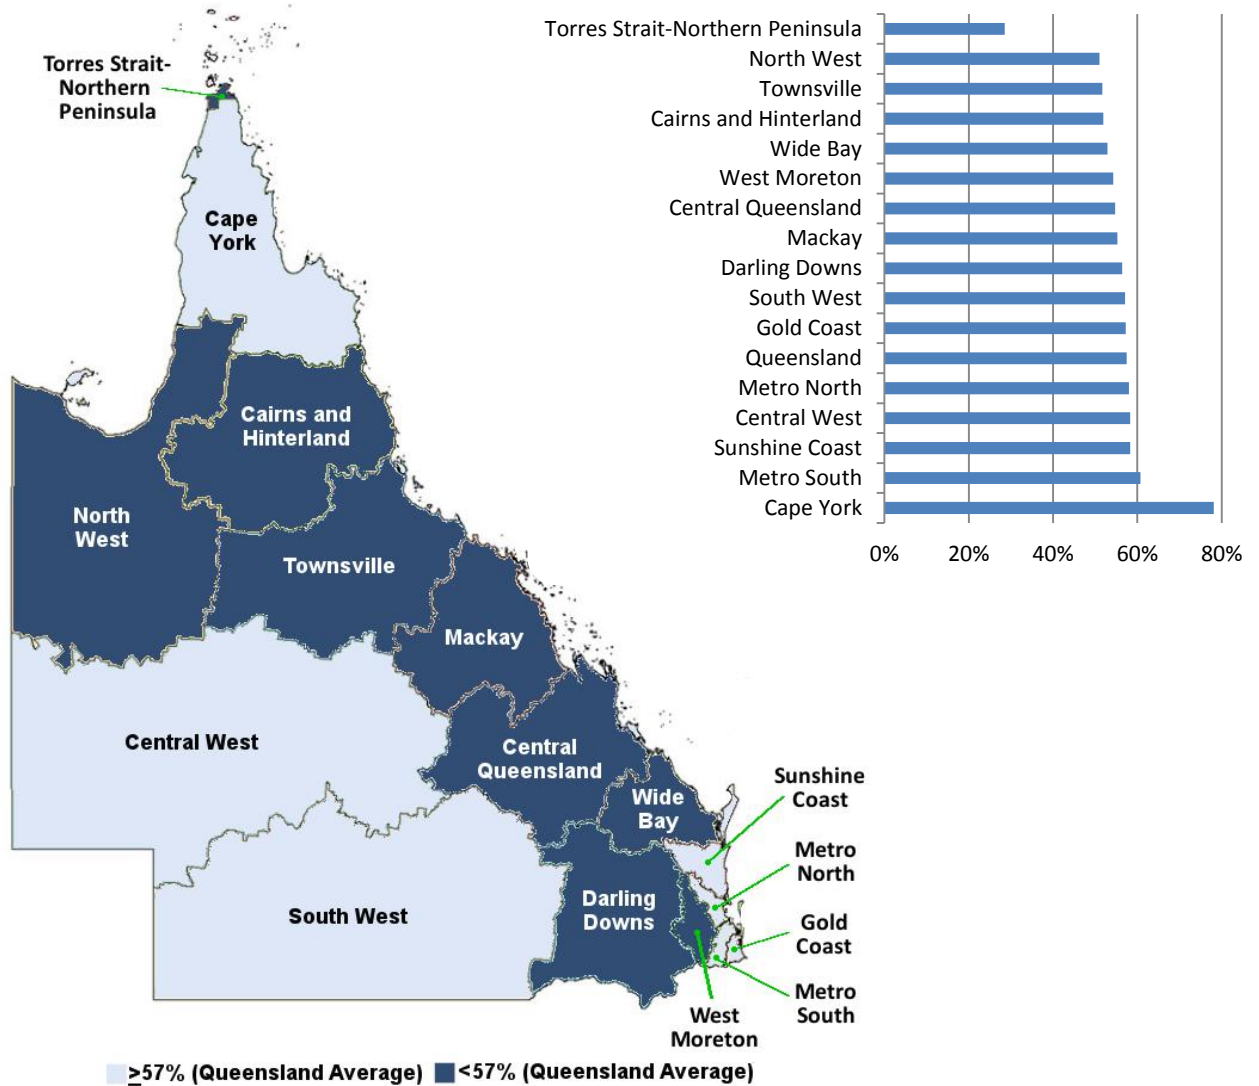 Torres Strait-
Northern
Peninsula
Cape
York
Cairns and
Hinterland
North
West
Townsville
Mackay
Central West
Central
Queensland
Wide
Bay
Sunshine
Coast
Metro
North
South West
Darling
Downs
Gold
Coast
Metro
South
West
Moreton
≥57% (Queensland Average) <57% (Queensland Average)
Torres Strait-Northern Peninsula
North West
Townsville
Cairns and Hinterland
Wide Bay
West Moreton
Central Queensland
Mackay
Darling Downs
South West
Gold Coast
Queensland
Metro North
Central West
Sunshine Coast
Metro South
Cape York
0% 20% 40% 60% 80%